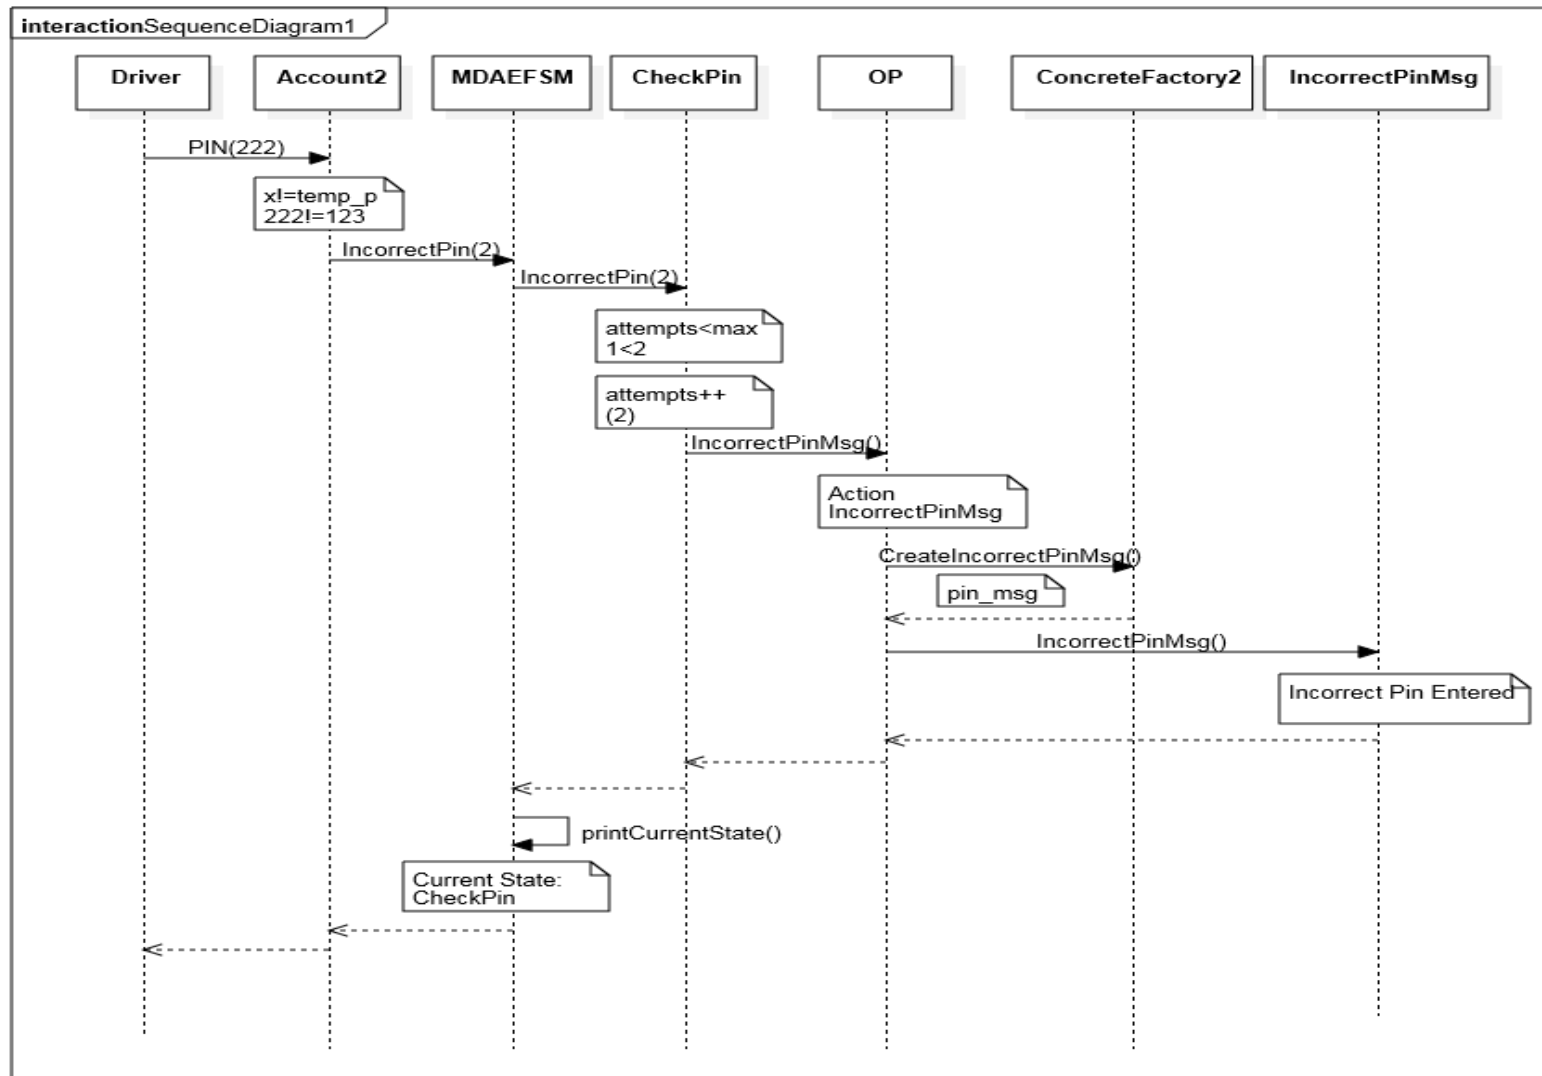 interactionSequenceDiagram1
Driver
Account2
MDAEFSM
CheckPin
OP
ConcreteFactory2
IncorrectPinMsg
PIN(222)
x!=temp_p
222!=123
IncorrectPin(2)
IncorrectPin(2)
attempts<max
1<2
attempts++
(2)
IncorrectPinMsg()
Action
IncorrectPinMsg
CreateIncorrectPinMsg()
pin_msg
IncorrectPinMsg()
Incorrect Pin Entered
printCurrentState()
Current State:
CheckPin